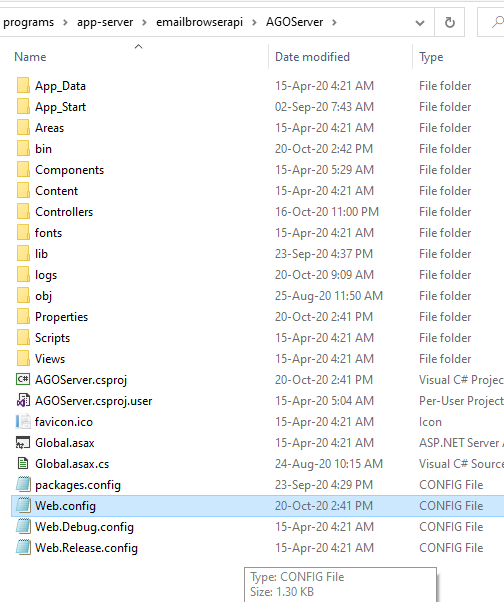 programs > app-server > emailbrowserapi > AGOServer >
Name Date modified Type
App_Data 15-Apr-20 4:21 AM File folder
App_Start 02-Sep-20 7:43 AM File folder
Areas 15-Apr-20 4:21 AM File folder
bin 20-Oct-20 2:42 PM File folder
Components 15-Apr-20 5:29 AM File folder
Content 15-Apr-20 4:21 AM File folder
Controllers 16-Oct-20 11:00 PM File folder
fonts 15-Apr-20 4:21 AM File folder
lib 23-Sep-20 4:37 PM File folder
logs 20-Oct-20 9:09 AM File folder
obj 25-Aug-20 11:50 AM File folder
Properties 20-Oct-20 2:41 PM File folder
Scripts 15-Apr-20 4:21 AM File folder
Views 15-Apr-20 4:21 AM File folder
C# AGOServer.csproj 20-Oct-20 2:41 PM Visual C# Projec
AGOServer.csproj.user 15-Apr-20 5:04 AM Per-User Project
favicon.ico 15-Apr-20 4:21 AM Icon
Global.asax 15-Apr-20 4:21 AM ASP.NET Server A
Global.asax.cs 24-Aug-20 10:15 AM Visual C# Source
packages.config 23-Sep-20 4:29 PM CONFIG File
Web.config 20-Oct-20 2:41 PM CONFIG File
Web.Debug.config 15-Apr-20 4:21 AM CONFIG File
Web.Release.config 15-Apr-20 4:21 AM CONFIG File
Type: CONFIG File
Size: 1.30 KB